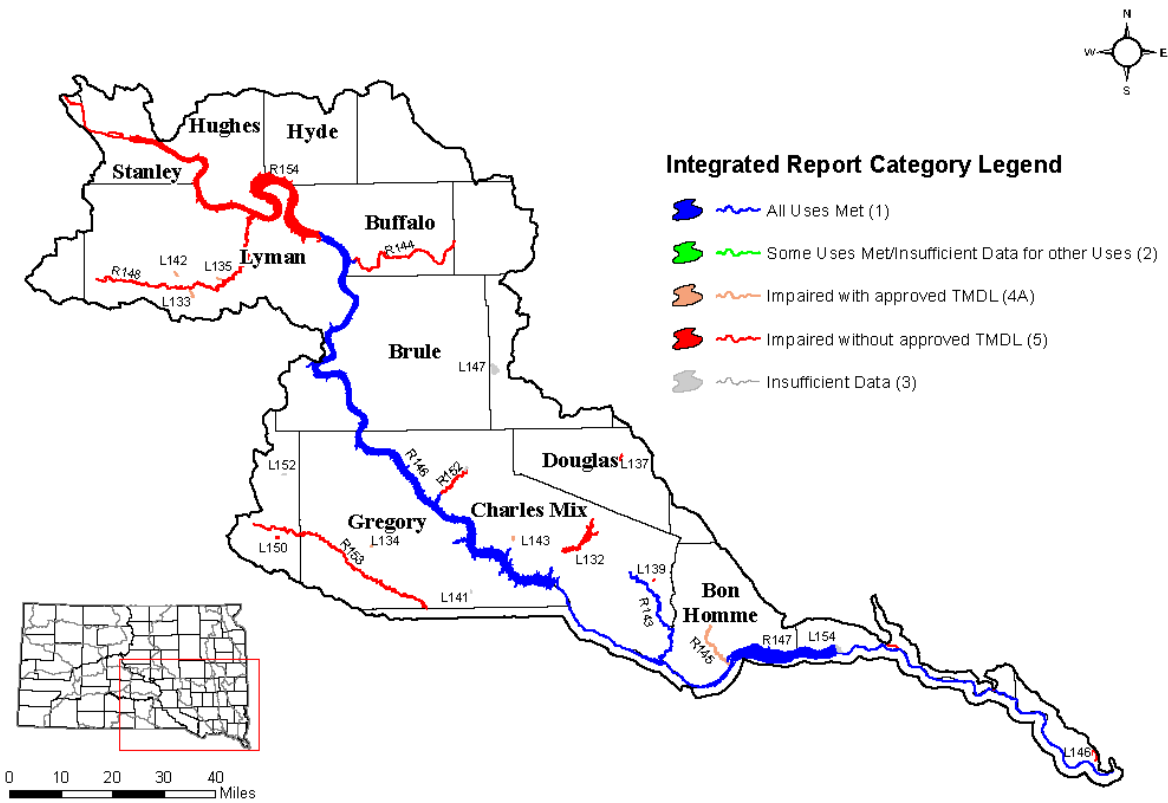 N
W E
S
Hughes
Hyde
Stanley
R154
Buffalo
R144
Lyman
L142
L135
R148
L133
Integrated Report Category Legend
All Uses Met (1)
Some Uses Met/Insufficient Data for other Uses (2)
Impaired with approved TMDL (4A)
Impaired without approved TMDL (5)
Insufficient Data (3)
Brule
L147
L152
R146
R152
Douglas
L137
Charles Mix
Gregory
L134
L143
L150
R153
L132
L139
L141
R143
Bon
Homme
R145
R147
L154
L146
0 10 20 30 40
Miles